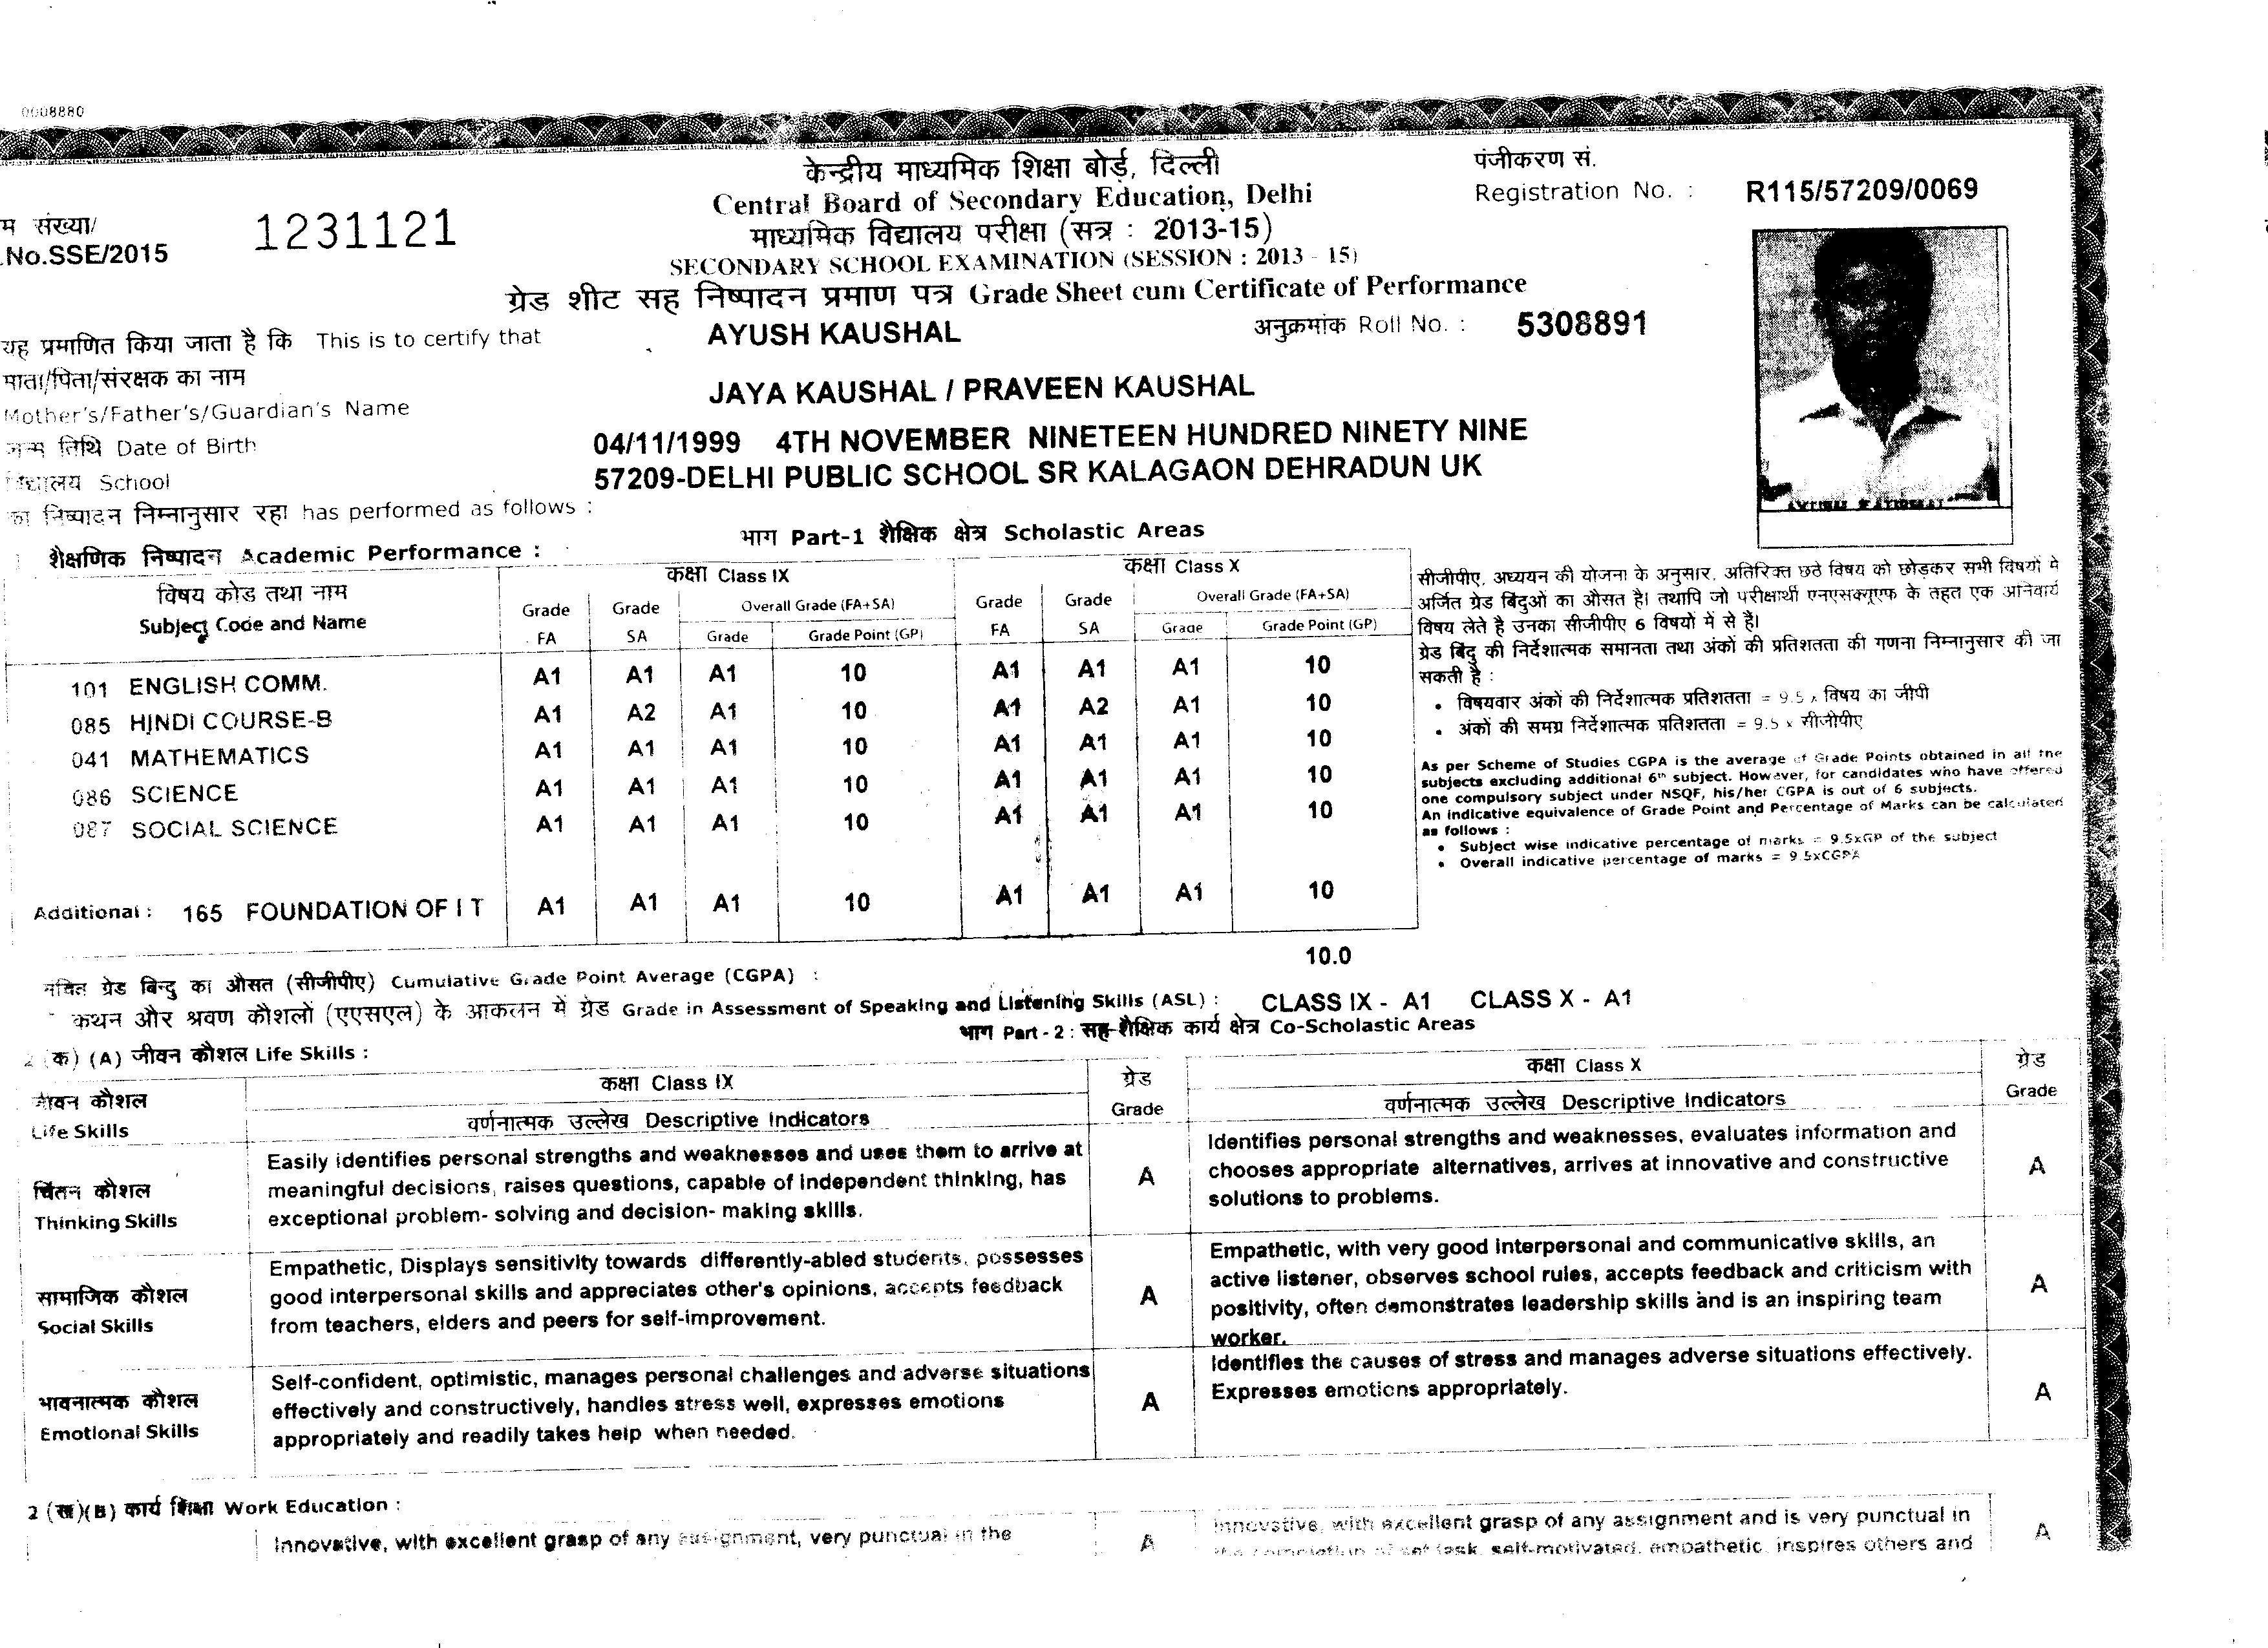 0008880
केन्द्रीय माध्यमिक शिक्षा बोर्ड, दिल्ली
पंजीकरण सं.
Central Board of Secondary Education, Delhi
Registration No. : R115/57209/0069
संख्या/
.No.SSE/2015 1231121
माध्यमिक विद्यालय परीक्षा (सत्र : 2013-15)
SECONDARY SCHOOL EXAMINATION (SESSION : 2013 - 15)
ग्रेड शीट सह निष्पादन प्रमाण पत्र Grade Sheet cum Certificate of Performance
यह प्रमाणित किया जाता है कि This is to certify that AYUSH KAUSHAL अनुक्रमांक Roll No. : 5308891
माता/पिता/संरक्षक का नाम
Mother's/Father's/Guardian's Name JAYA KAUSHAL / PRAVEEN KAUSHAL
तिथि Date of Birth 04/11/1999 4TH NOVEMBER NINETEEN HUNDRED NINETY NINE
School 57209-DELHI PUBLIC SCHOOL SR KALAGAON DEHRADUN UK
का निष्पादन निम्नानुसार रहा has performed as follows :
भाग Part-1 शैक्षिक क्षेत्र Scholastic Areas
शैक्षणिक निष्पादन Academic Performance :
विषय कोड तथा नाम
Subject Code and Name
कक्षा Class IX कक्षा Class X
Grade Grade Overall Grade (FA+SA) Grade Grade Overall Grade (FA+SA)
FA SA Grade Grade Point (GP) FA SA Grade Grade Point (GP)
101 ENGLISH COMM. A1 A1 A1 10 A1 A1 A1 10
085 HINDI COURSE-B A1 A2 A1 10 A1 A2 A1 10
041 MATHEMATICS A1 A1 A1 10 A1 A1 A1 10
086 SCIENCE A1 A1 A1 10 A1 A1 A1 10
087 SOCIAL SCIENCE A1 A1 A1 10 A1 A1 A1 10
Additional : 165 FOUNDATION OF I T A1 A1 A1 10 A1 A1 A1 10
सीजीपीए, अध्ययन की योजना के अनुसार, अतिरिक्त छठे विषय को छोड़कर सभी विषयों में
अर्जित ग्रेड बिंदुओं का औसत है। तथापि जो परीक्षार्थी एनएसक्यूएफ के तहत एक अनिवार्य
विषय लेते है उनका सीजीपीए 6 विषयों में से हैं।
ग्रेड बिंदु की निर्देशात्मक समानता तथा अंकों की प्रतिशतता की गणना निम्नानुसार की जा
सकती है :
• विषयवार अंकों की निर्देशात्मक प्रतिशतता = 9.5 x विषय का जीपी
• अंकों की समग्र निर्देशात्मक प्रतिशतता = 9.5 x सीजीपीए
As per Scheme of Studies CGPA is the average of Grade Points obtained in all the
subjects excluding additional 6th subject. However, for candidates who have offered
one compulsory subject under NSQF, his/her CGPA is out of 6 subjects.
An indicative equivalence of Grade Point and Percentage of Marks can be calculated
as follows :
• Subject wise indicative percentage of marks = 9.5xGP of the subject
• Overall indicative percentage of marks = 9.5xCGPA
ग्रेड बिन्दु का औसत (सीजीपीए) Cumulative Grade Point Average (CGPA) : 10.0
कथन और श्रवण कौशलों (एएसएल) के आकलन में ग्रेड Grade in Assessment of Speaking and Listening Skills (ASL) : CLASS IX - A1 CLASS X - A1
भाग Part - 2 : सह-शैक्षिक कार्य क्षेत्र Co-Scholastic Areas
2 (क) (A) जीवन कौशल Life Skills :
जीवन कौशल
Life Skills
कक्षा Class IX ग्रेड कक्षा Class X ग्रेड
वर्णनात्मक उल्लेख Descriptive Indicators Grade वर्णनात्मक उल्लेख Descriptive Indicators Grade
चिंतन कौशल
Thinking Skills
Easily identifies personal strengths and weaknesses and uses them to arrive at
meaningful decisions, raises questions, capable of independent thinking, has
exceptional problem- solving and decision- making skills.
A
Identifies personal strengths and weaknesses, evaluates information and
chooses appropriate alternatives, arrives at innovative and constructive
solutions to problems.
A
सामाजिक कौशल
Social Skills
Empathetic, Displays sensitivity towards differently-abled students, possesses
good interpersonal skills and appreciates other's opinions, accepts feedback
from teachers, elders and peers for self-improvement.
A
Empathetic, with very good interpersonal and communicative skills, an
active listener, observes school rules, accepts feedback and criticism with
positivity, often demonstrates leadership skills and is an inspiring team
worker.
A
भावनात्मक कौशल
Emotional Skills
Self-confident, optimistic, manages personal challenges and adverse situations
effectively and constructively, handles stress well, expresses emotions
appropriately and readily takes help when needed.
A
Identifies the causes of stress and manages adverse situations effectively.
Expresses emotions appropriately.
A
2 (ख)(B) कार्य शिक्षा Work Education :
Innovative, with excellent grasp of any assignment, very punctual in the
A
Innovative, with excellent grasp of any assignment and is very punctual in
the completion of set task, self-motivated, empathetic, inspires others and
A